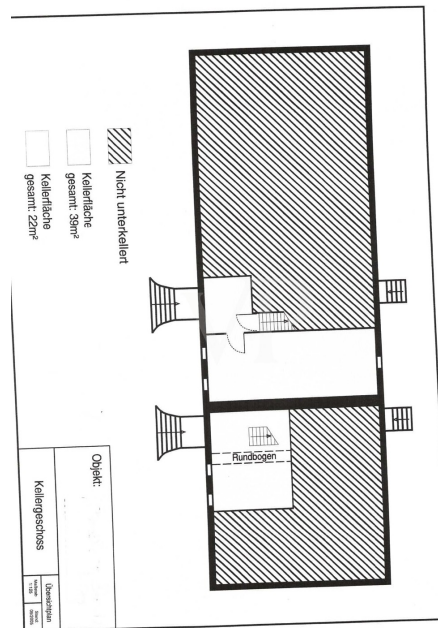 Nicht unterkellert
Kellerfläche
gesamt: 39m²
Kellerfläche
gesamt: 22m²
Rundbogen
Objekt:
Kellergeschoss
Übersichtsplan